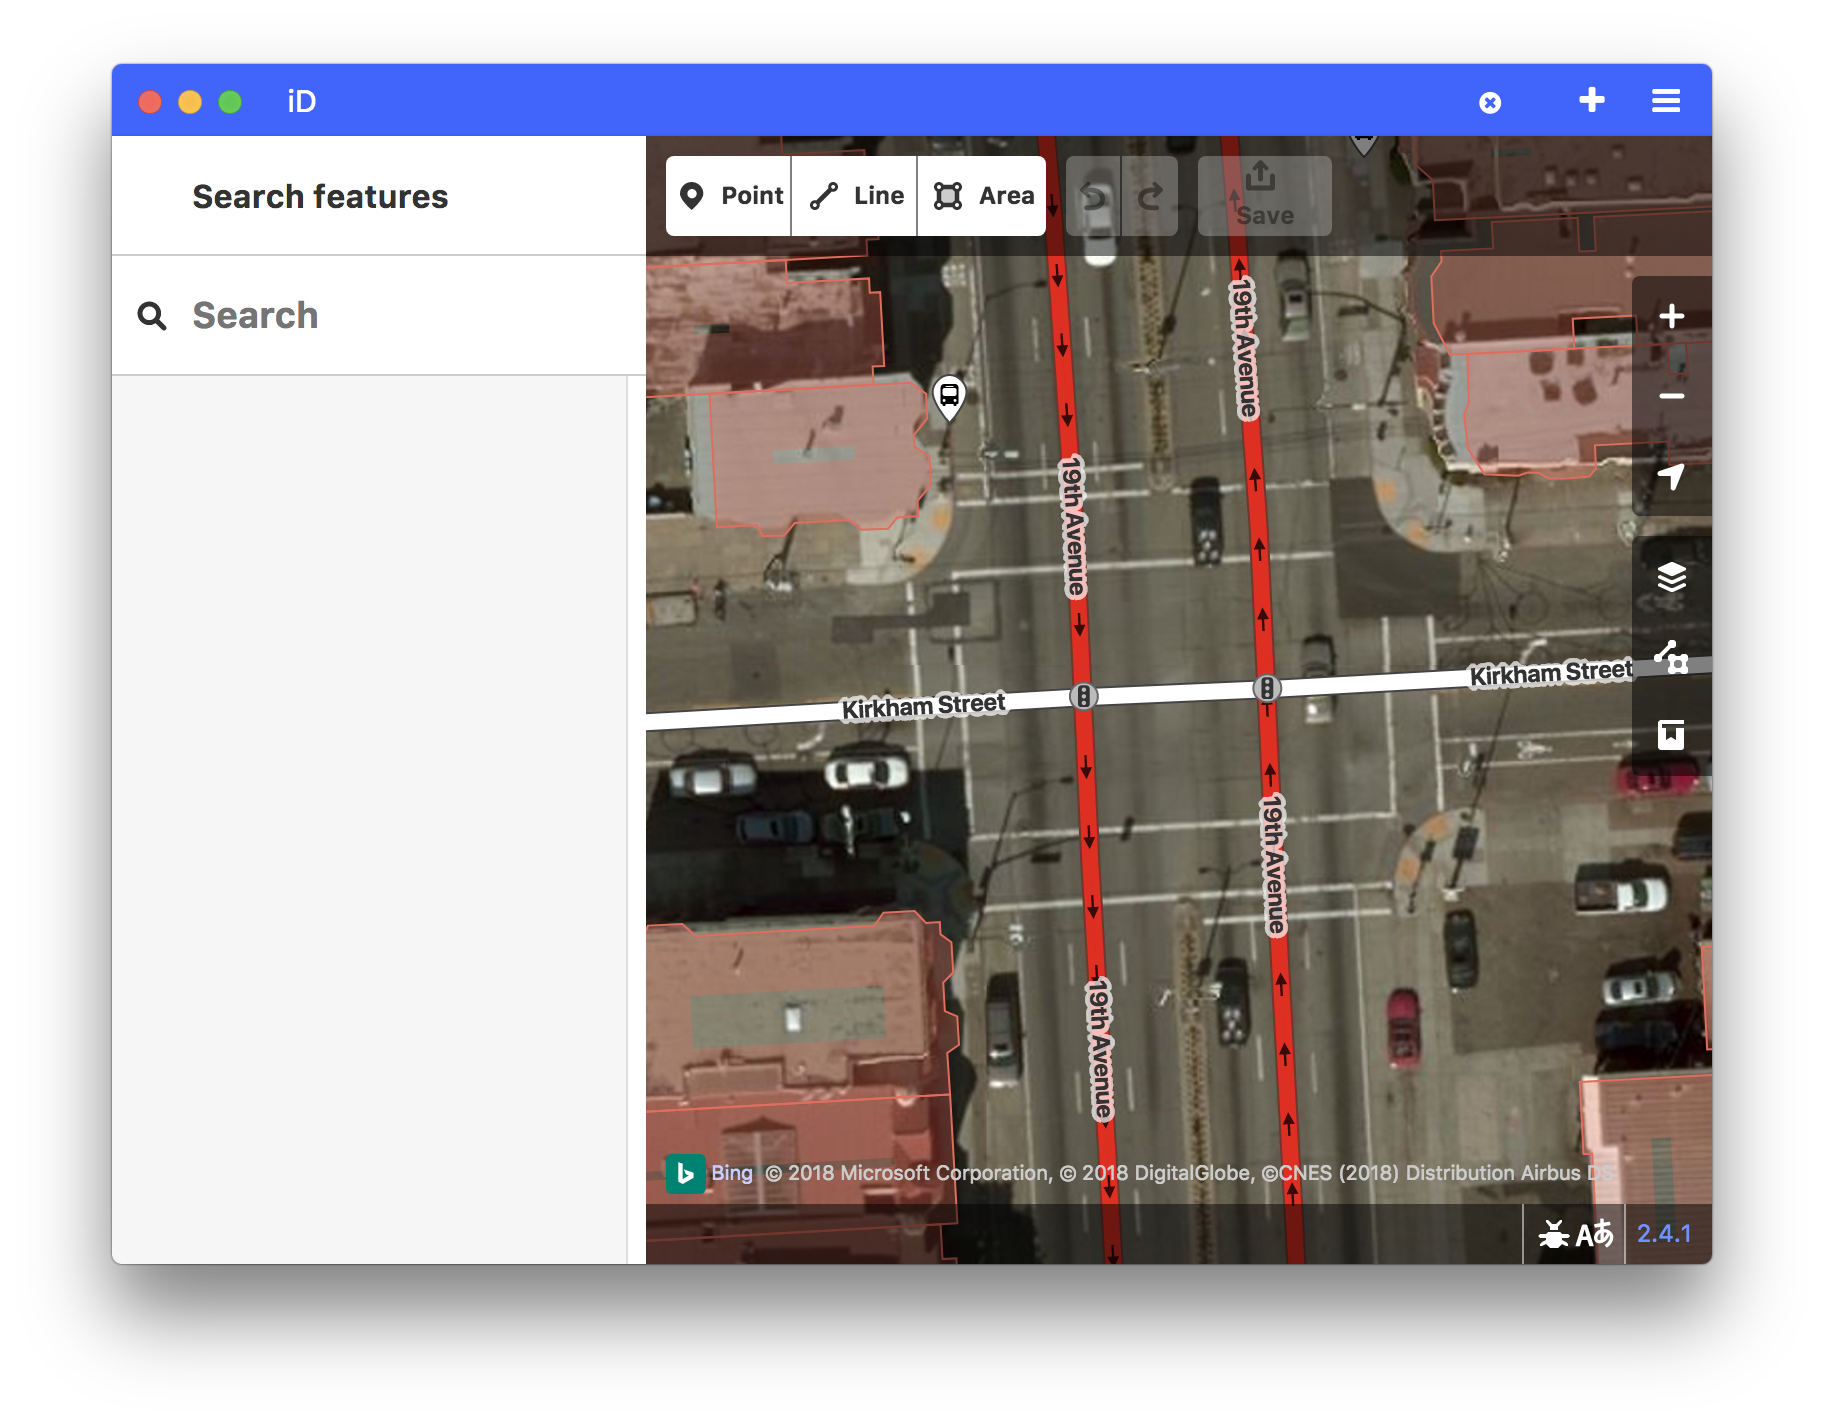 iD
Search features
Point
Line
Area
Save
Search
19th Avenue
19th Avenue
Kirkham Street
Kirkham Street
19th Avenue
19th Avenue
Bing © 2018 Microsoft Corporation, © 2018 DigitalGlobe, ©CNES (2018) Distribution Airbus DS
Aあ 2.4.1